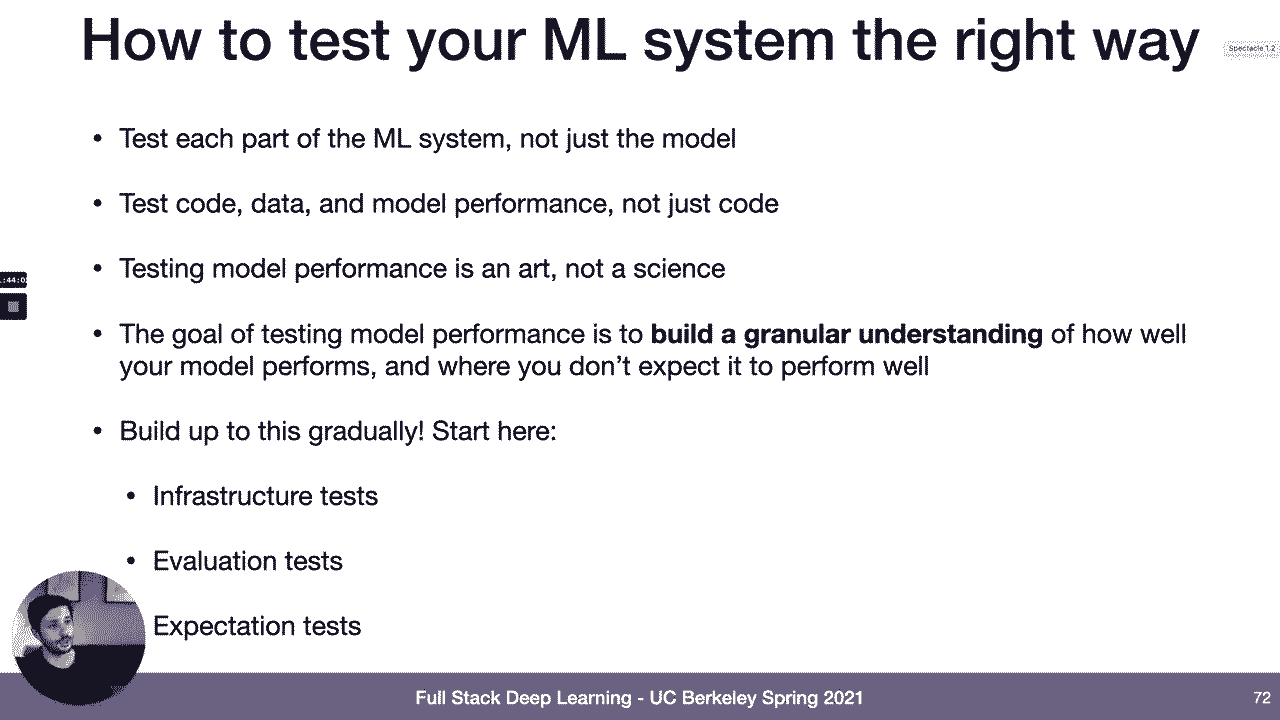 How to test your ML system the right way
Spectacle 1.2
• Test each part of the ML system, not just the model
• Test code, data, and model performance, not just code
• Testing model performance is an art, not a science
• The goal of testing model performance is to build a granular understanding of how well
your model performs, and where you don’t expect it to perform well
• Build up to this gradually! Start here:
• Infrastructure tests
• Evaluation tests
Expectation tests
Full Stack Deep Learning - UC Berkeley Spring 2021
72